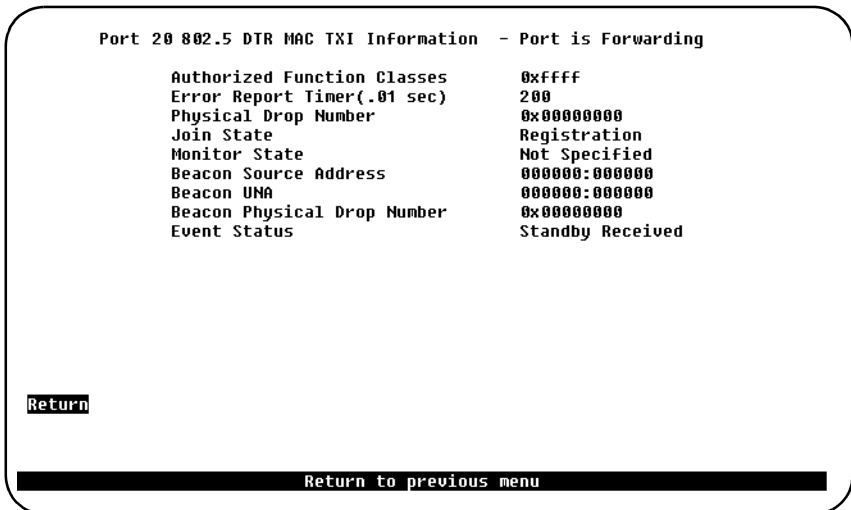 Port 20 802.5 DTR MAC TXI Information - Port is Forwarding
Authorized Function Classes 0xffff
Error Report Timer(.01 sec) 200
Physical Drop Number 0x00000000
Join State Registration
Monitor State Not Specified
Beacon Source Address 000000:000000
Beacon UNA 000000:000000
Beacon Physical Drop Number 0x00000000
Event Status Standby Received
Return
Return to previous menu